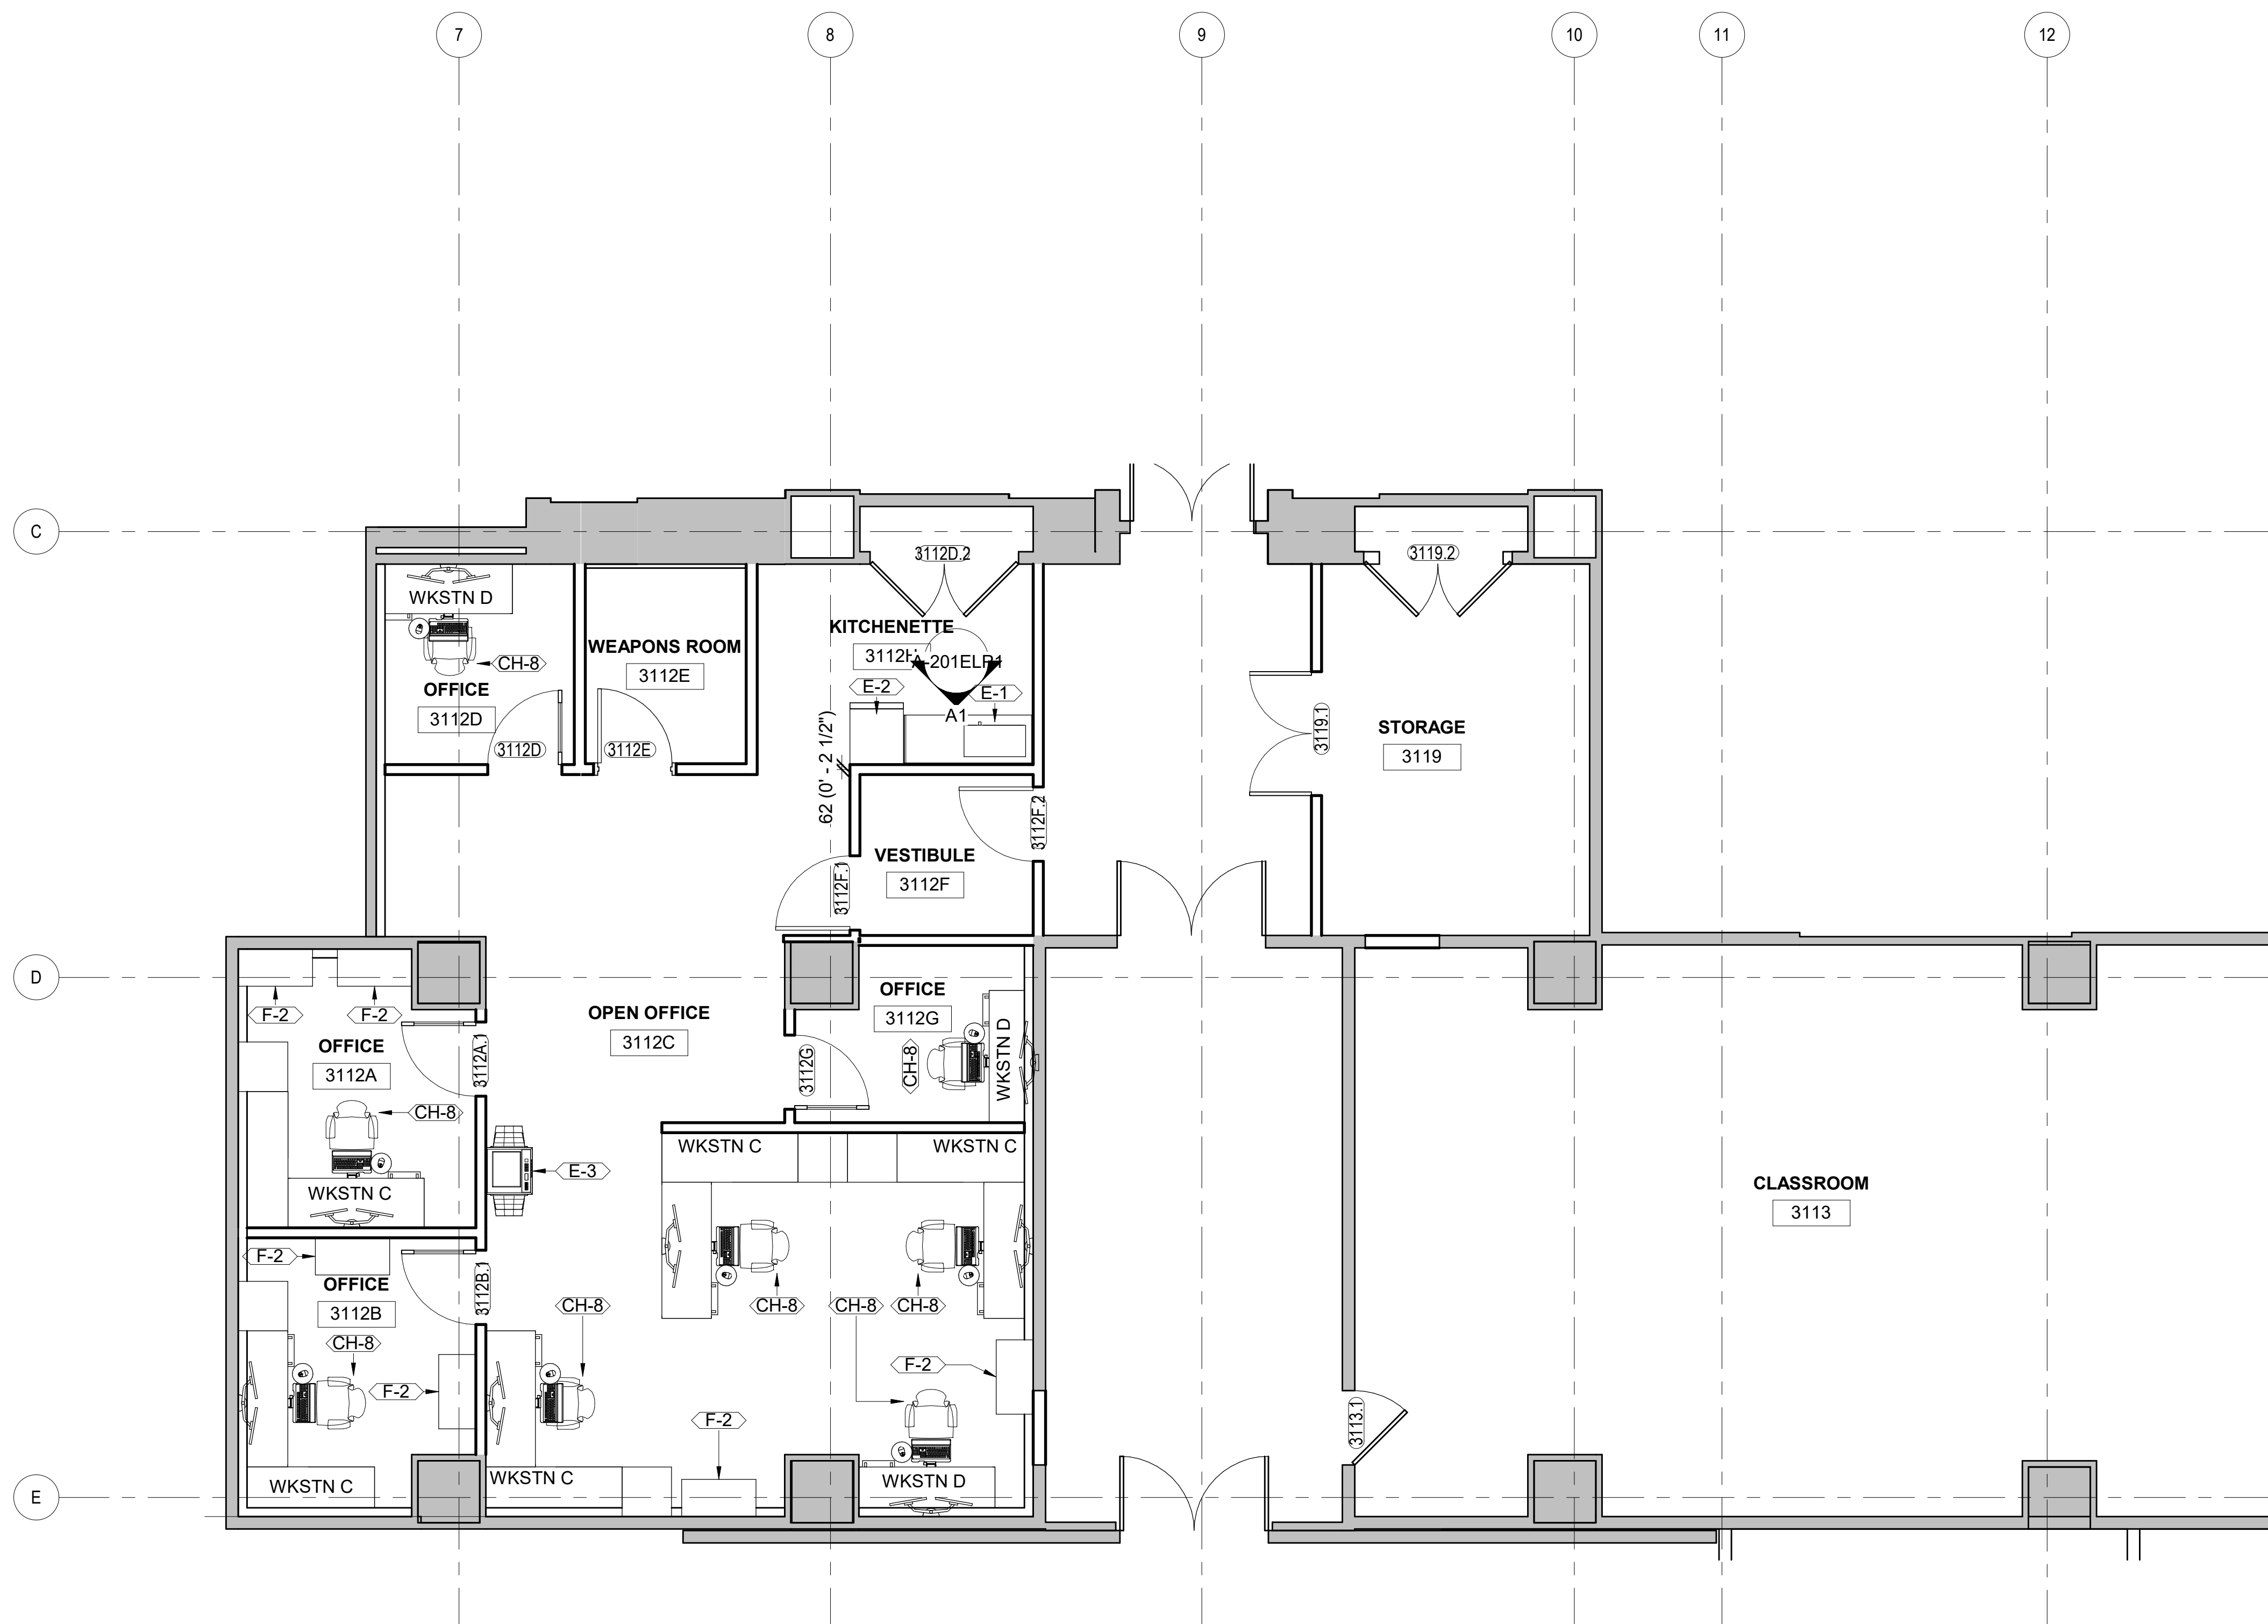 7
8
9
10
11
12
C
3112D.2
3119.2
WKSTN D
KITCHENETTE
3112H
A-201ELP1
WEAPONS ROOM
3112E
CH-8
OFFICE
3112D
E-2
E-1
A1
3112D
3112E
62 (0' - 2 1/2")
3119.1
STORAGE
3119
3112F.2
VESTIBULE
3112F
3112F.1
D
F-2
F-2
OFFICE
3112A
3112A.1
CH-8
WKSTN C
OPEN OFFICE
3112C
OFFICE
3112G
3112G
CH-8
WKSTN D
WKSTN C
WKSTN C
E-3
CLASSROOM
3113
F-2
OFFICE
3112B
3112B.1
CH-8
F-2
WKSTN C
CH-8
CH-8
CH-8
CH-8
F-2
F-2
WKSTN C
WKSTN D
3113.1
E